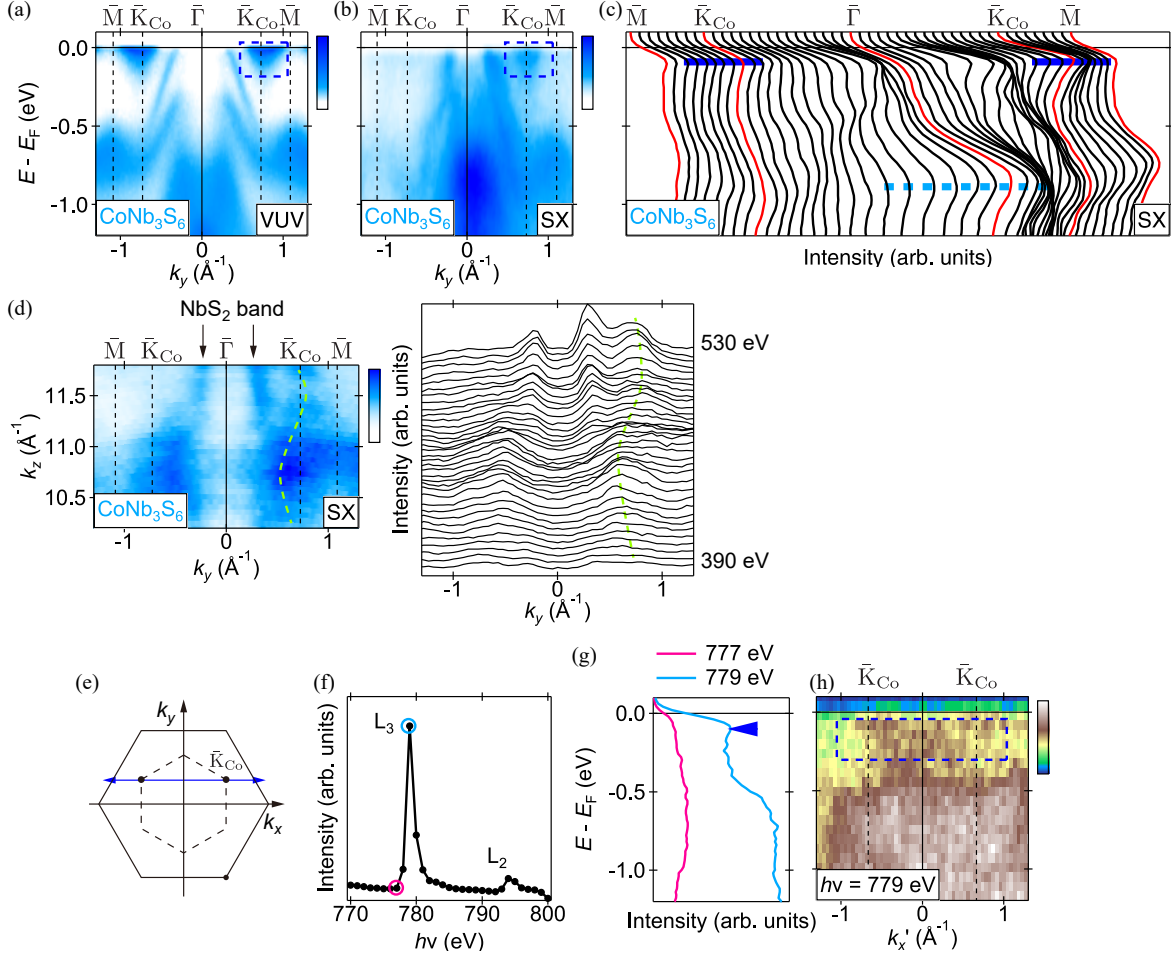 (a)
M̄ K̄Co Γ̄ K̄Co M̄
0.0
-0.5
-1.0
E - EF (eV)
CoNb3S6
VUV
-1 0 1
ky (Å-1)
(b)
M̄ K̄Co Γ̄ K̄Co M̄
CoNb3S6
SX
-1 0 1
ky (Å-1)
(c)
M̄ K̄Co Γ̄ K̄Co M̄
CoNb3S6
SX
Intensity (arb. units)
(d)
NbS2 band
M̄ K̄Co Γ̄ K̄Co M̄
11.5
11.0
10.5
kz (Å-1)
CoNb3S6
SX
-1 0 1
ky (Å-1)
Intensity (arb. units)
530 eV
390 eV
-1 0 1
ky (Å-1)
(e)
ky
K̄Co
kx
(f)
L3
L2
Intensity (arb. units)
770 780 790 800
hν (eV)
(g)
777 eV
779 eV
0.0
-0.5
-1.0
E - EF (eV)
Intensity (arb. units)
(h)
K̄Co K̄Co
hν = 779 eV
-1 0 1
kx' (Å-1)